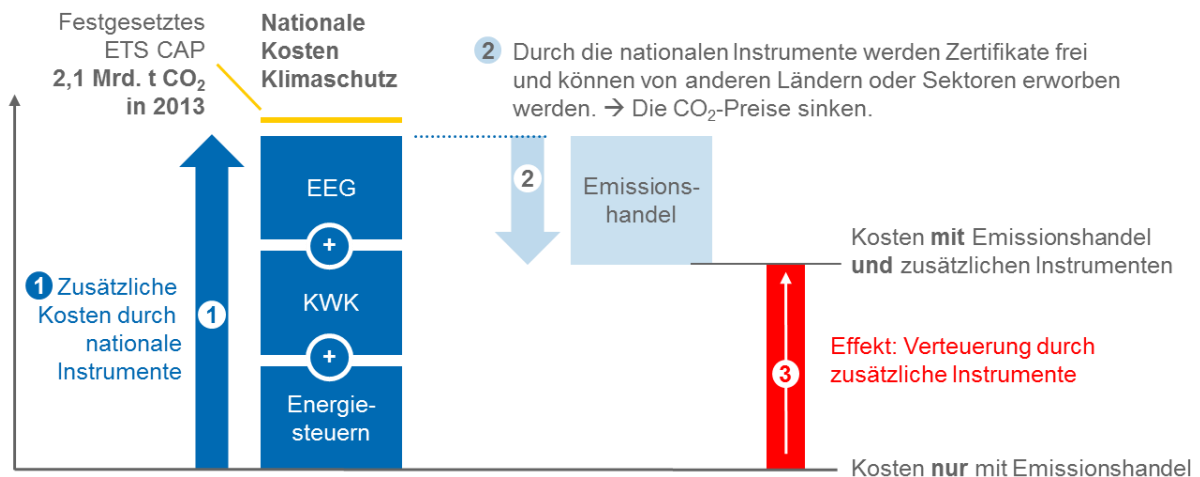 Festgesetztes
ETS CAP
2,1 Mrd. t CO₂
in 2013
Nationale
Kosten
Klimaschutz
2 Durch die nationalen Instrumente werden Zertifikate frei
und können von anderen Ländern oder Sektoren erworben
werden. → Die CO₂-Preise sinken.
EEG
+
KWK
+
Energie-
steuern
1 Zusätzliche
Kosten durch
nationale
Instrumente
1
2
Emissions-
handel
Kosten mit Emissionshandel
und zusätzlichen Instrumenten
3
Effekt: Verteuerung durch
zusätzliche Instrumente
Kosten nur mit Emissionshandel